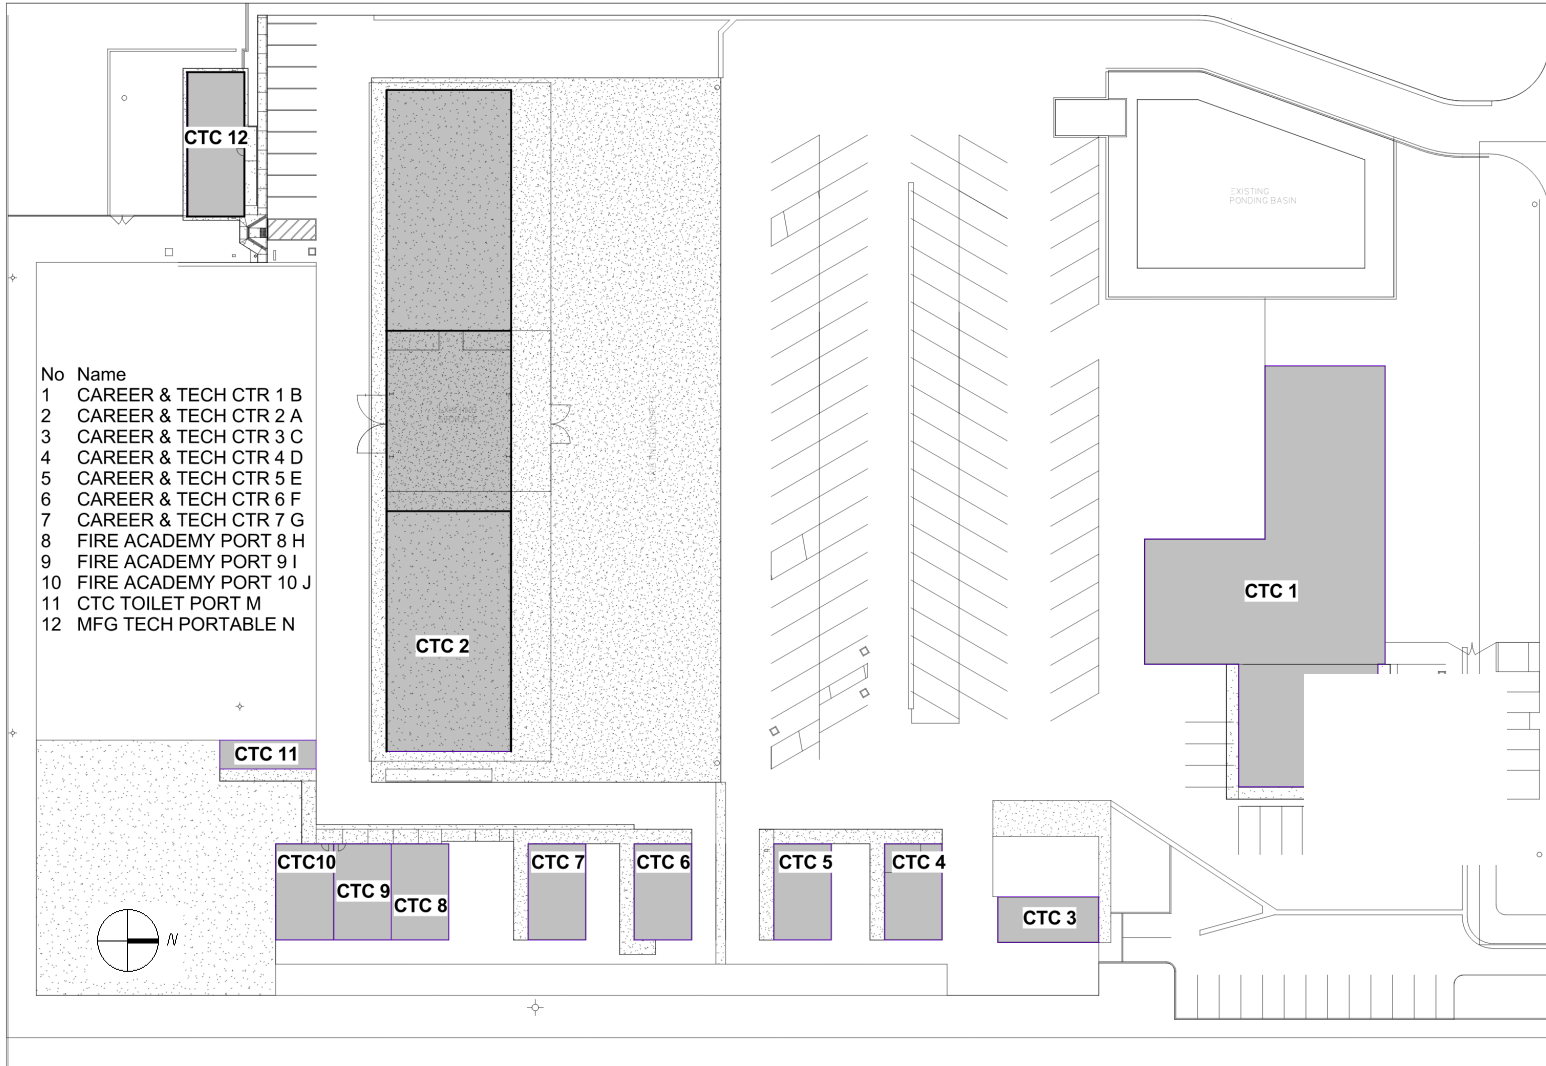 CTC 12
EXISTING
PONDING BASIN
No Name
1 CAREER & TECH CTR 1 B
2 CAREER & TECH CTR 2 A
3 CAREER & TECH CTR 3 C
4 CAREER & TECH CTR 4 D
5 CAREER & TECH CTR 5 E
6 CAREER & TECH CTR 6 F
7 CAREER & TECH CTR 7 G
8 FIRE ACADEMY PORT 8 H
9 FIRE ACADEMY PORT 9 I
10 FIRE ACADEMY PORT 10 J
11 CTC TOILET PORT M
12 MFG TECH PORTABLE N
CTC 1
CTC 2
CTC 11
CTC10
CTC 9
CTC 8
CTC 7
CTC 6
CTC 5
CTC 4
CTC 3
N